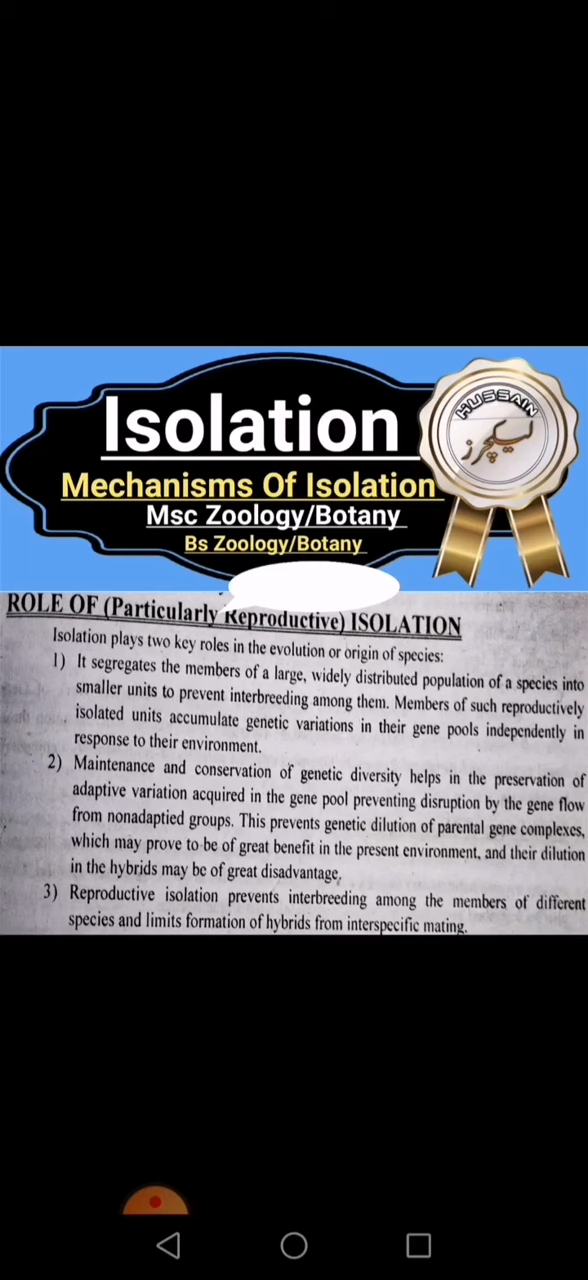 Isolation
HUSSAIN
لیکچرز
Mechanisms Of Isolation
Msc Zoology/Botany
Bs Zoology/Botany
ROLE OF (Particularly Reproductive) ISOLATION
Isolation plays two key roles in the evolution or origin of species:
1) It segregates the members of a large, widely distributed population of a species into
smaller units to prevent interbreeding among them. Members of such reproductively
isolated units accumulate genetic variations in their gene pools independently in
response to their environment.
2) Maintenance and conservation of genetic diversity helps in the preservation of
adaptive variation acquired in the gene pool preventing disruption by the gene flow
from nonadaptied groups. This prevents genetic dilution of parental gene complexes,
which may prove to be of great benefit in the present environment, and their dilution
in the hybrids may be of great disadvantage.
3) Reproductive isolation prevents interbreeding among the members of different
species and limits formation of hybrids from interspecific mating.